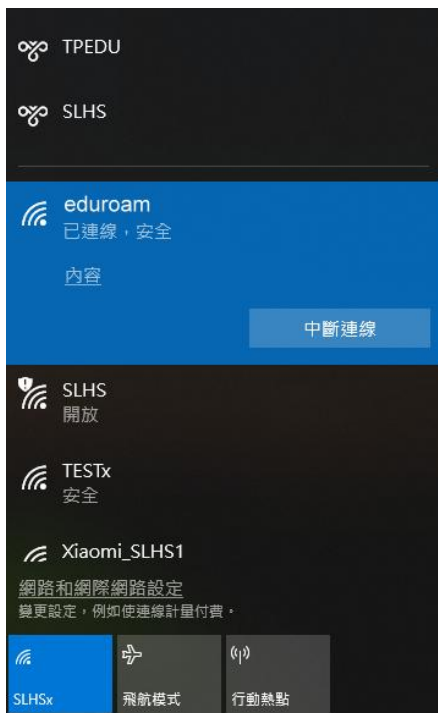 TPEDU
SLHS
eduroam
已連線，安全
內容
中斷連線
SLHS
開放
TESTx
安全
Xiaomi_SLHS1
網路和網際網路設定
變更設定，例如使連線計量付費。
SLHSx
飛航模式
行動熱點